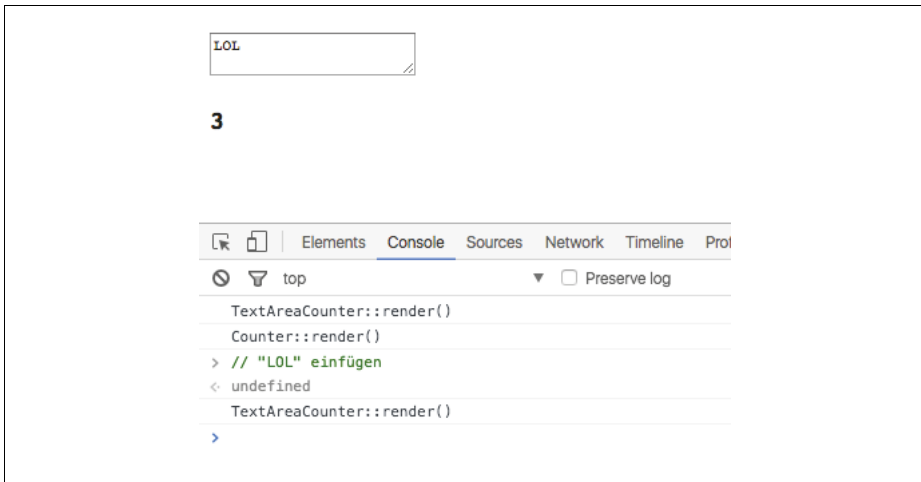 LOL
3
Elements Console Sources Network Timeline Prof
top Preserve log
TextAreaCounter::render()
Counter::render()
> // "LOL" einfügen
<· undefined
TextAreaCounter::render()
>